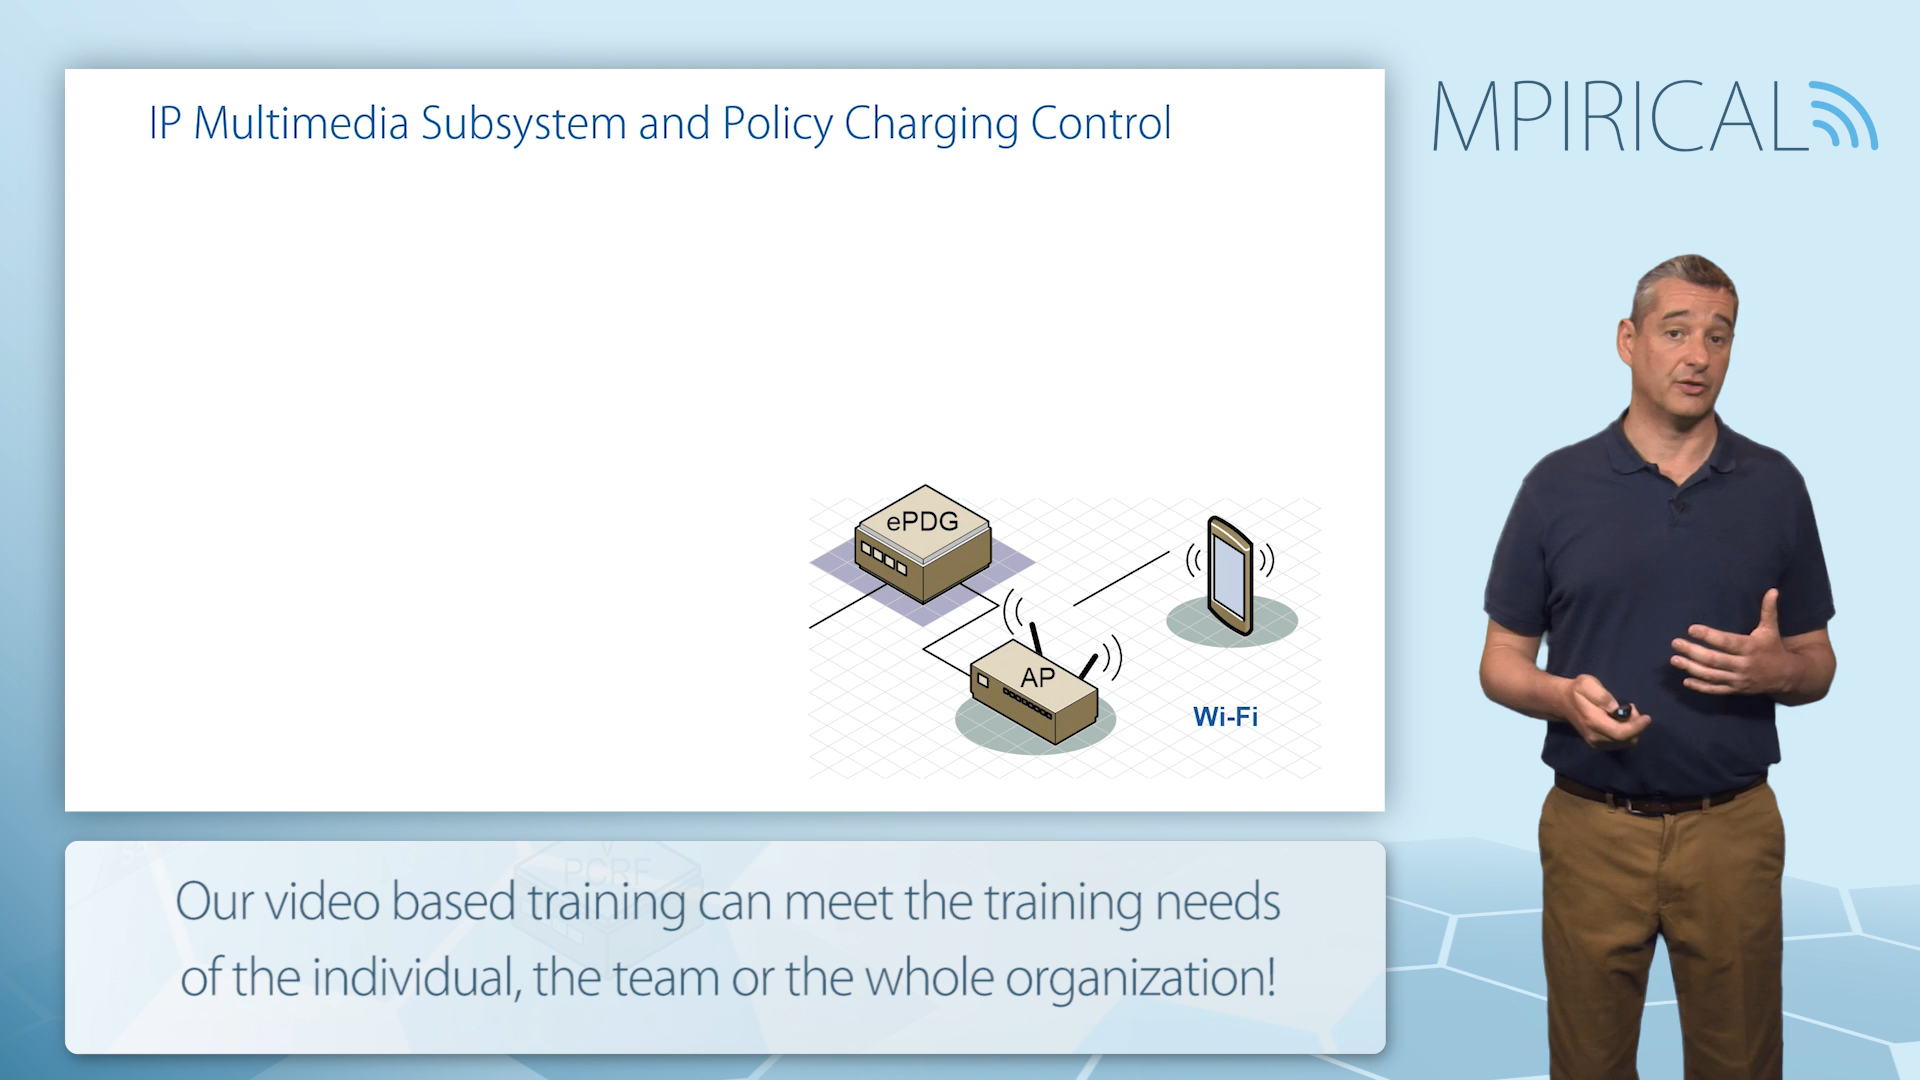 IP Multimedia Subsystem and Policy Charging Control
MPIRICAL
ePDG
AP
Wi-Fi
PCRF
Our video based training can meet the training needs
of the individual, the team or the whole organization!